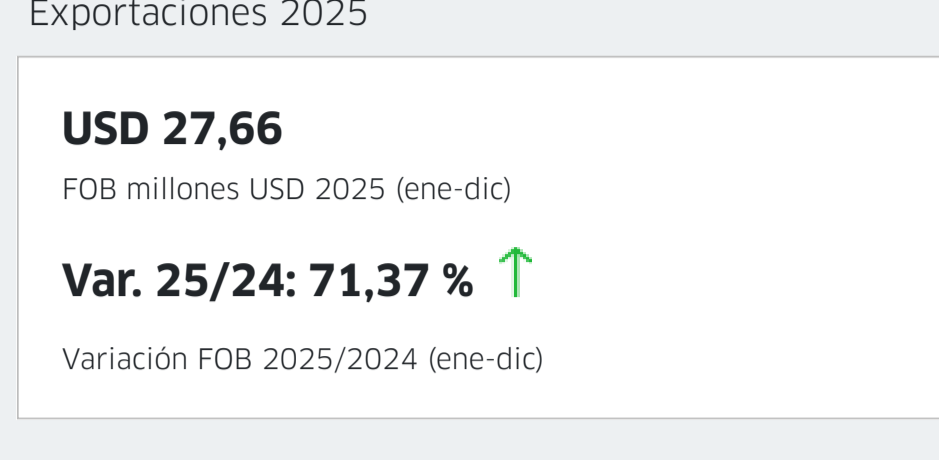 Exportaciones 2025
USD 27,66
FOB millones USD 2025 (ene-dic)
Var. 25/24: 71,37 %
Variación FOB 2025/2024 (ene-dic)